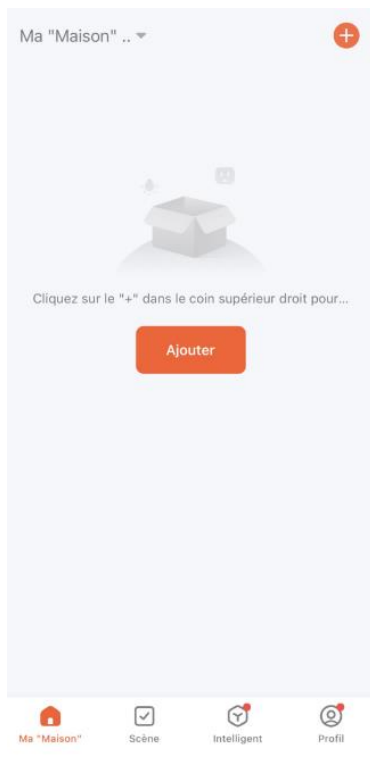 Ma "Maison" ..
Cliquez sur le "+" dans le coin supérieur droit pour...
Ajouter
Ma "Maison" Scène Intelligent Profil